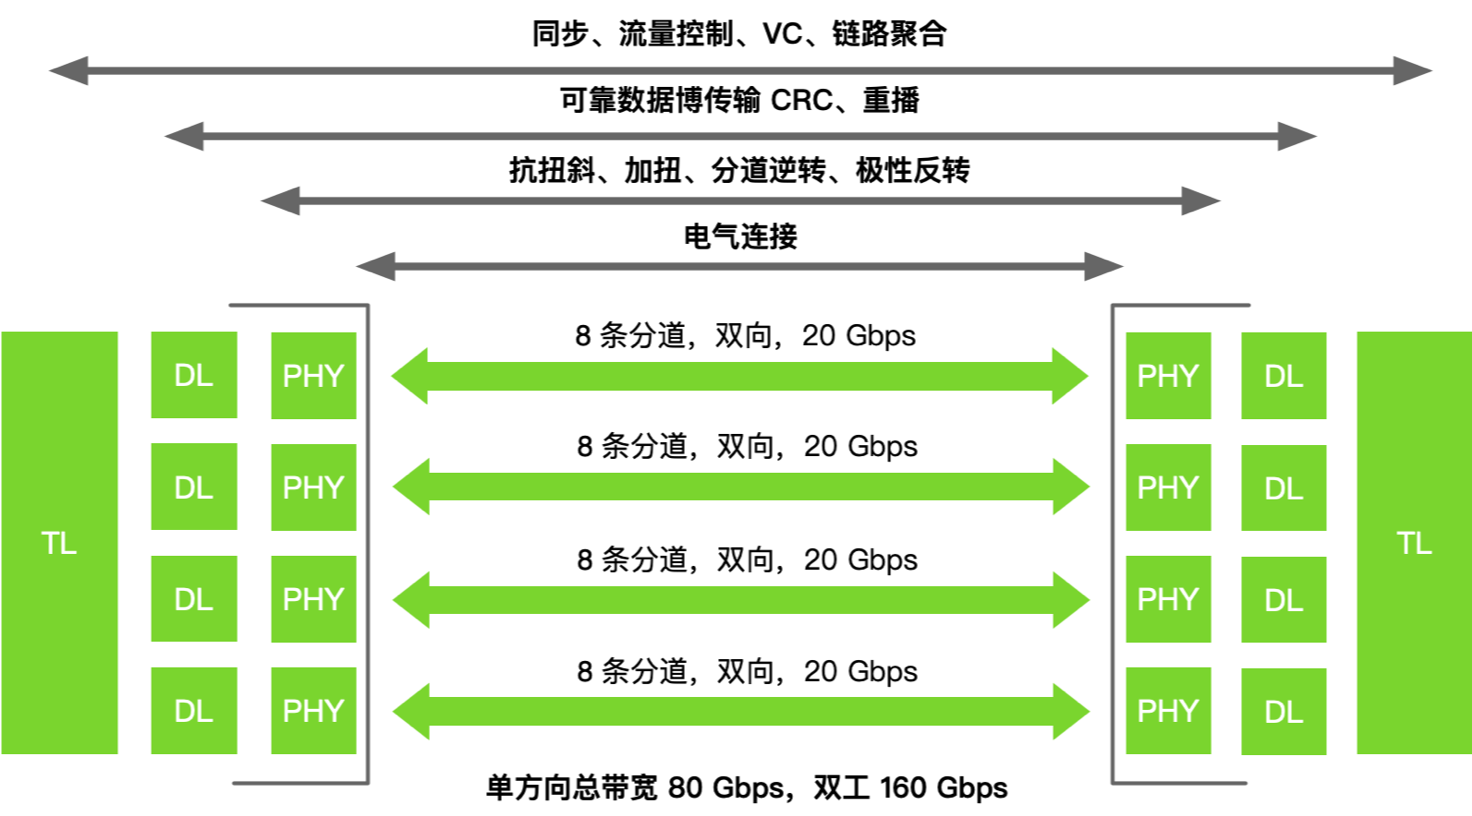 同步、流量控制、VC、链路聚合
可靠数据博传输 CRC、重播
抗扭斜、加扭、分道逆转、极性反转
电气连接
8 条分道，双向，20 Gbps
DL PHY PHY DL
8 条分道，双向，20 Gbps
DL PHY PHY DL
TL TL
8 条分道，双向，20 Gbps
DL PHY PHY DL
8 条分道，双向，20 Gbps
DL PHY PHY DL
单方向总带宽 80 Gbps，双工 160 Gbps